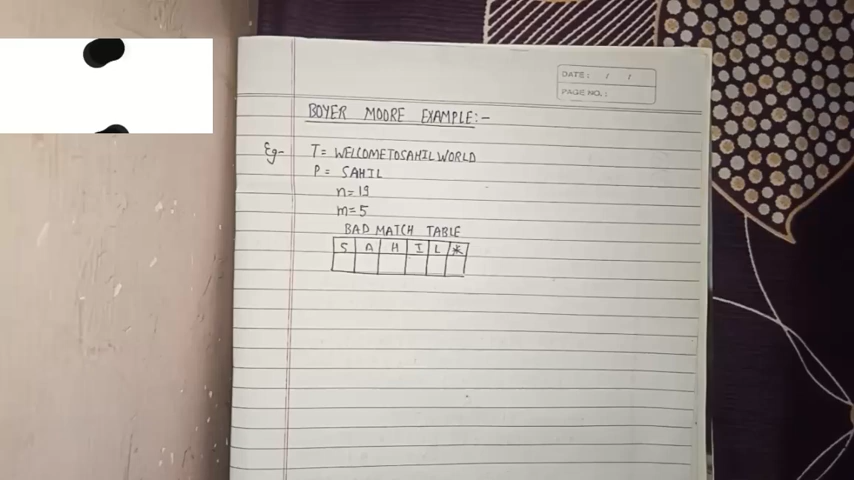 DATE: / /
PAGE NO.:
BOYER MOORE EXAMPLE:-
Eg- T= WELCOMETOSAHILWORLD
P= SAHIL
n=19
m=5
BAD MATCH TABLE
S A H I L *